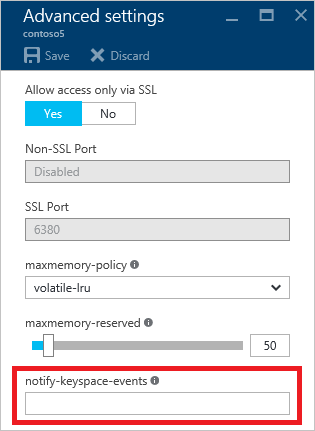 Advanced settings
contoso5
Save Discard
Allow access only via SSL
Yes No
Non-SSL Port
Disabled
SSL Port
6380
maxmemory-policy
volatile-lru
maxmemory-reserved
50
notify-keyspace-events